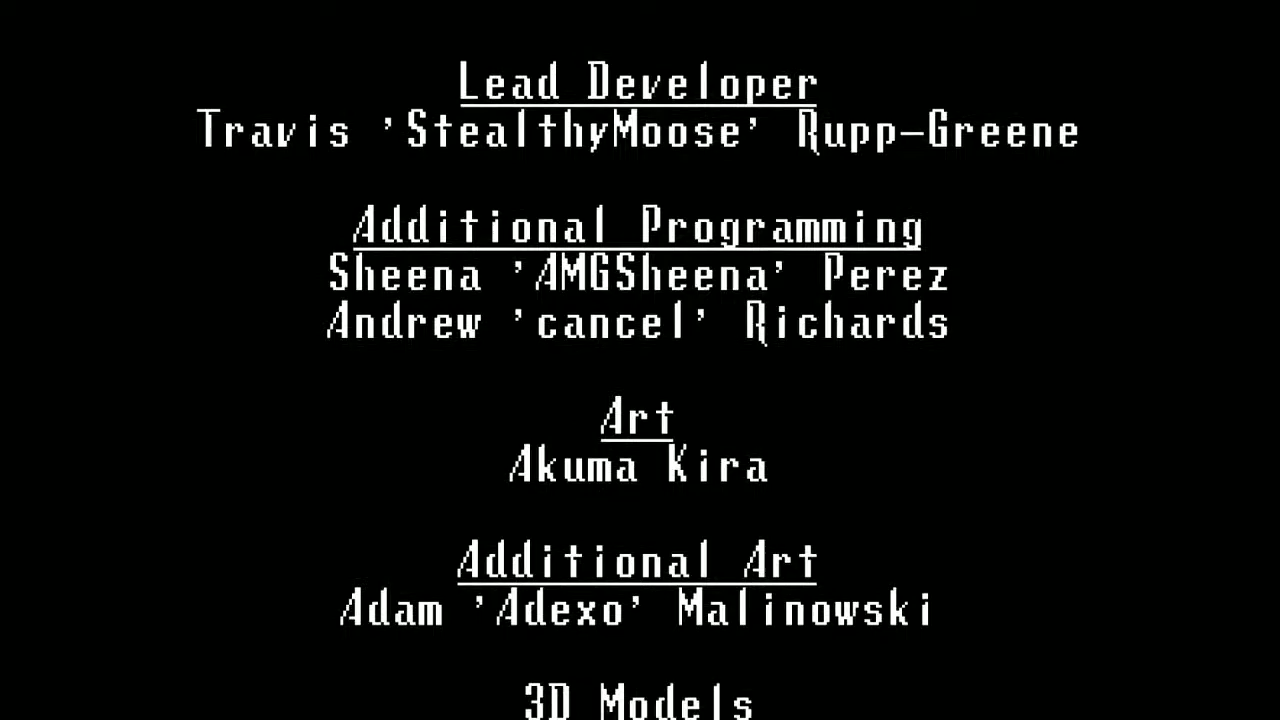 Lead Developer
Travis 'StealthyMoose' Rupp-Greene
Additional Programming
Sheena 'AMGSheena' Perez
Andrew 'cancel' Richards
Art
Akuma Kira
Additional Art
Adam 'Adexo' Malinowski
3D Models